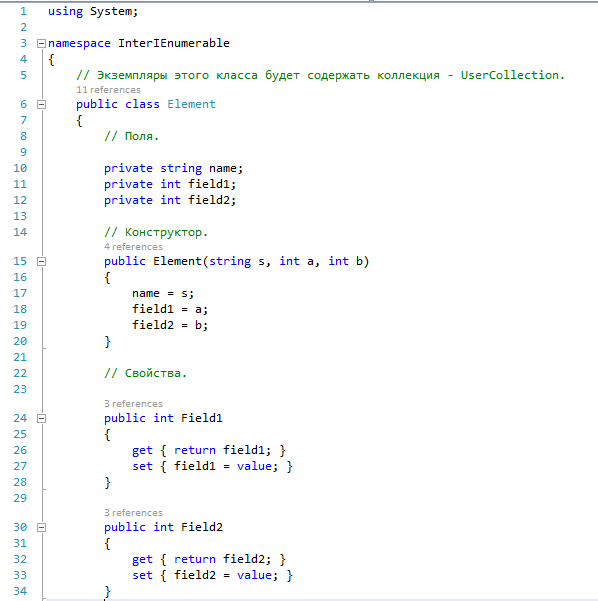 1 using System;
2
3 namespace InterIEnumerable
4 {
5 // Экземпляры этого класса будет содержать коллекция - UserCollection.
11 references
6 public class Element
7 {
8 // Поля.
9
10 private string name;
11 private int field1;
12 private int field2;
13
14 // Конструктор.
4 references
15 public Element(string s, int a, int b)
16 {
17 name = s;
18 field1 = a;
19 field2 = b;
20 }
21
22 // Свойства.
23
3 references
24 public int Field1
25 {
26 get { return field1; }
27 set { field1 = value; }
28 }
29
3 references
30 public int Field2
31 {
32 get { return field2; }
33 set { field2 = value; }
34 }